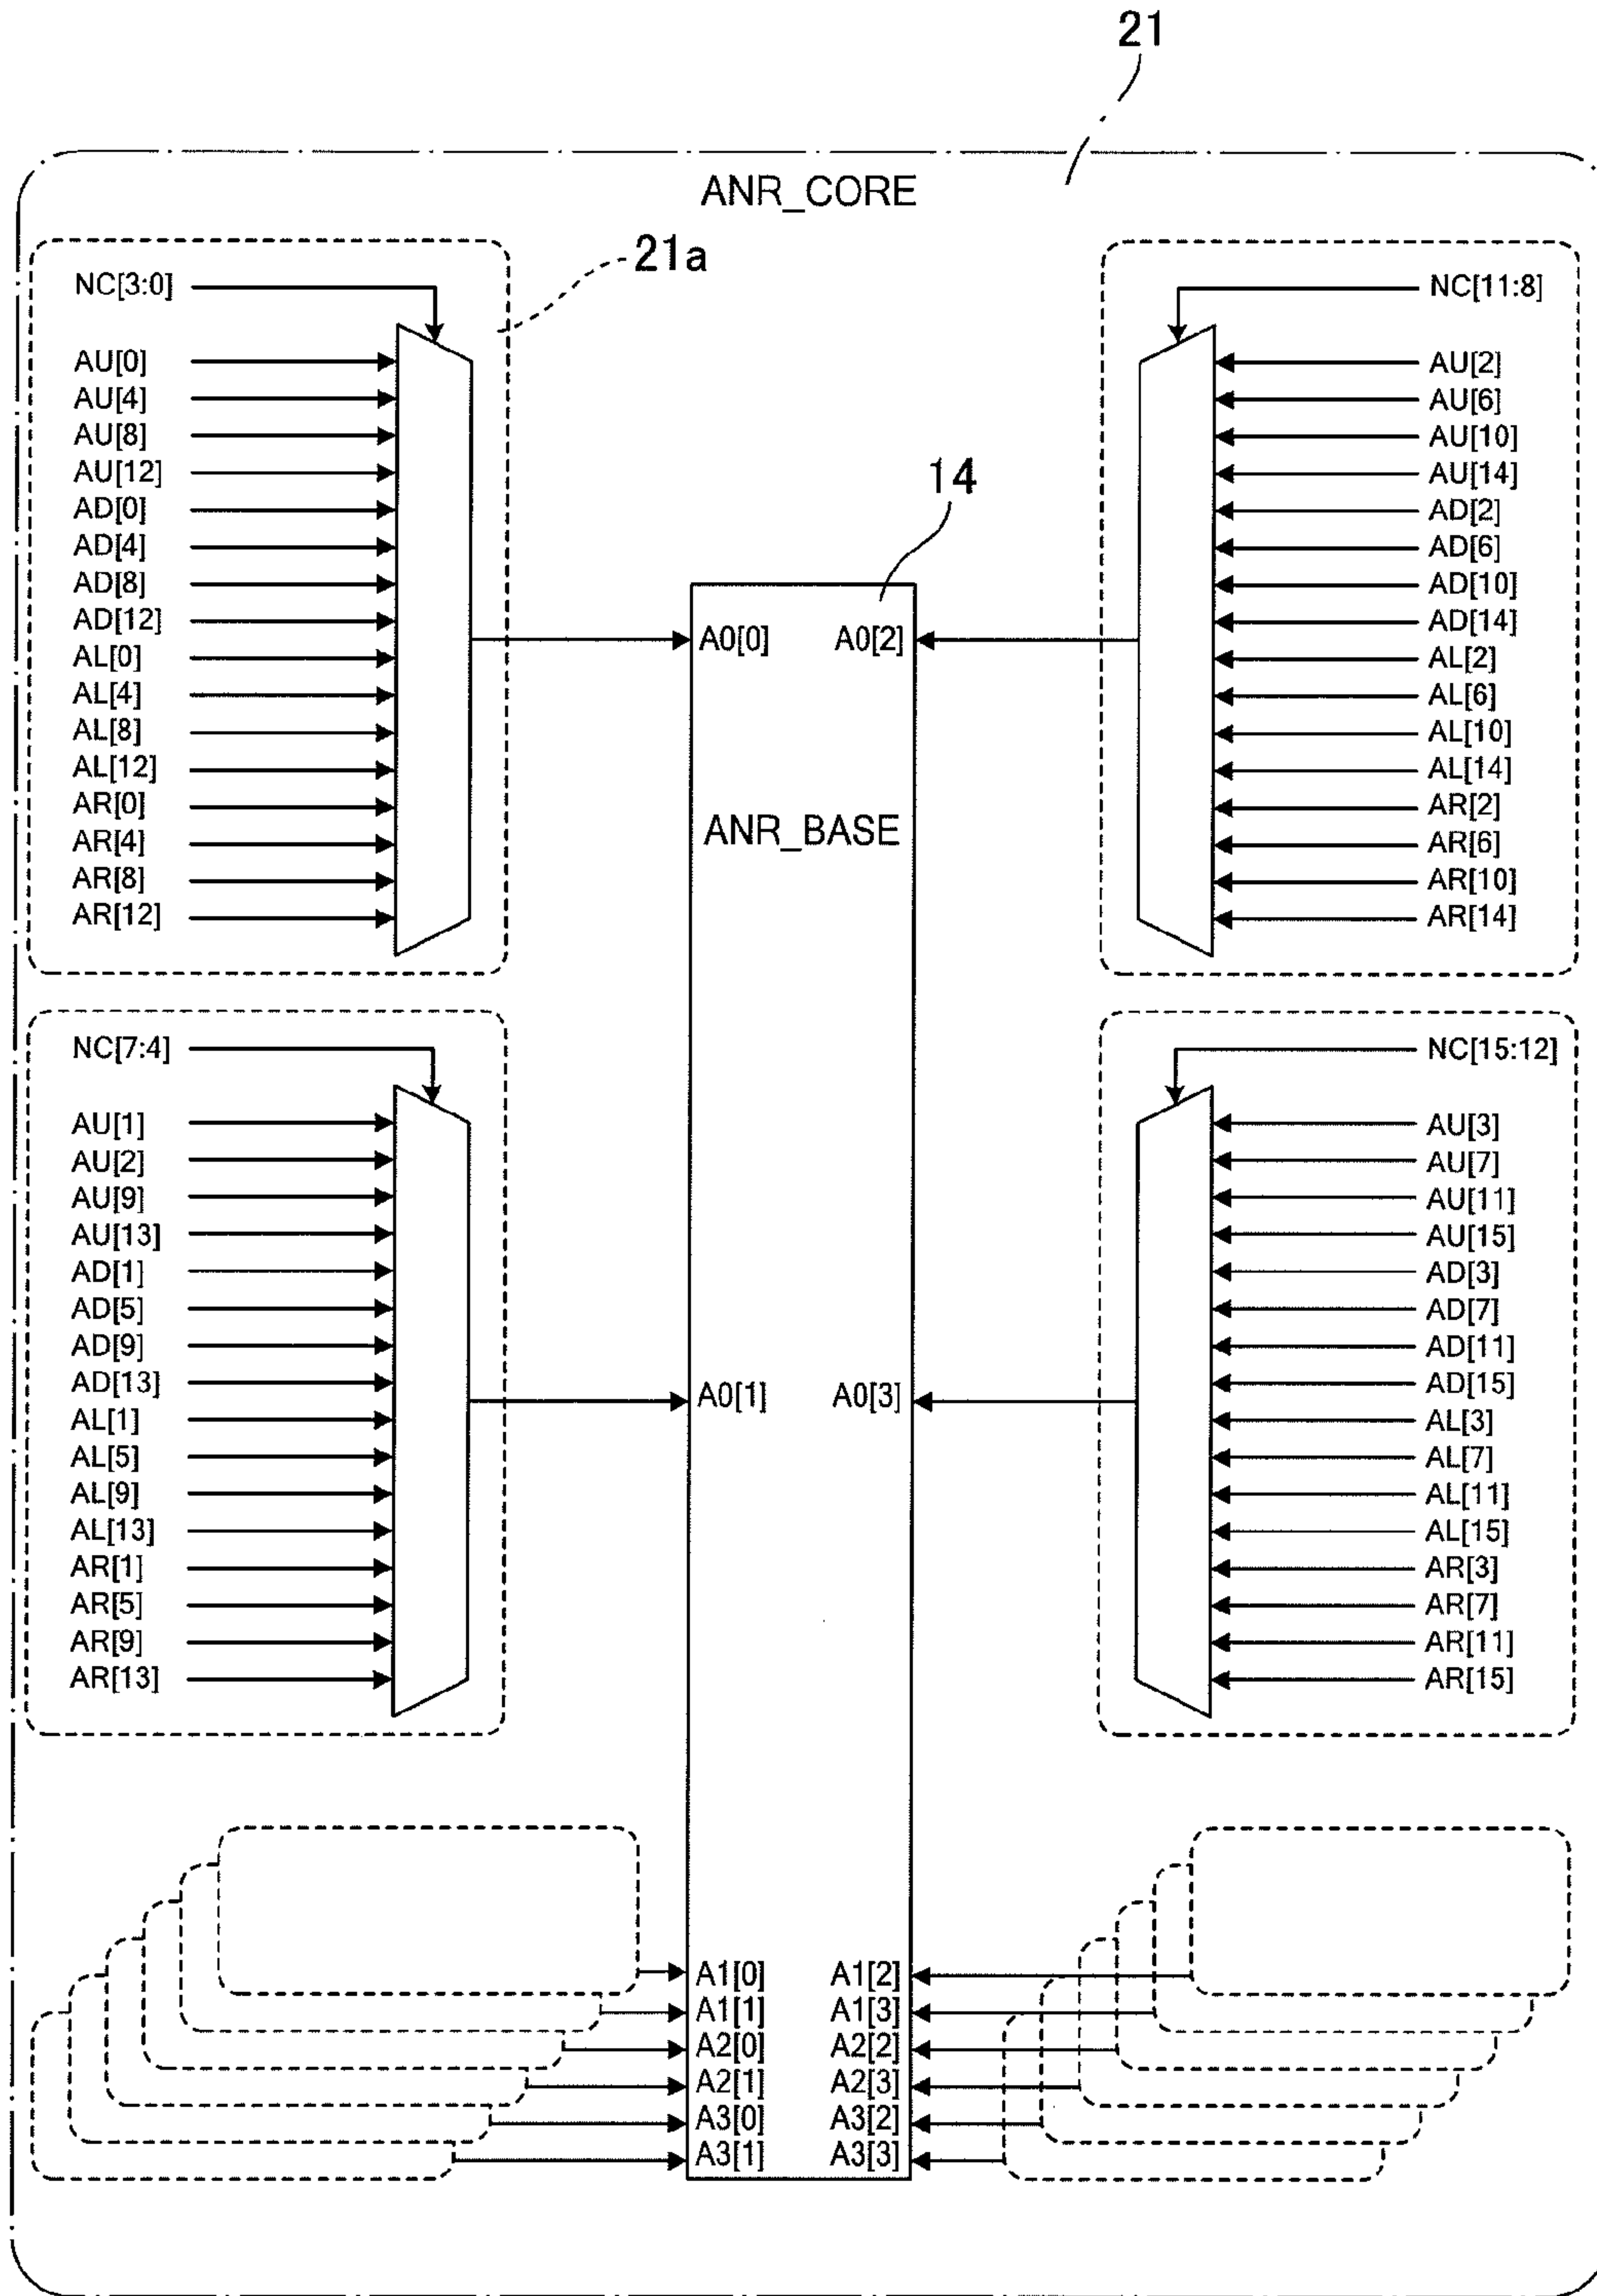 21
ANR_CORE
21a
NC[3:0]
AU[0]
AU[4]
AU[8]
AU[12]
AD[0]
AD[4]
AD[8]
AD[12]
AL[0]
AL[4]
AL[8]
AL[12]
AR[0]
AR[4]
AR[8]
AR[12]
NC[11:8]
AU[2]
AU[6]
AU[10]
AU[14]
AD[2]
AD[6]
AD[10]
AD[14]
AL[2]
AL[6]
AL[10]
AL[14]
AR[2]
AR[6]
AR[10]
AR[14]
14
A0[0] A0[2]
ANR_BASE
NC[7:4]
AU[1]
AU[2]
AU[9]
AU[13]
AD[1]
AD[5]
AD[9]
AD[13]
AL[1]
AL[5]
AL[9]
AL[13]
AR[1]
AR[5]
AR[9]
AR[13]
NC[15:12]
AU[3]
AU[7]
AU[11]
AU[15]
AD[3]
AD[7]
AD[11]
AD[15]
AL[3]
AL[7]
AL[11]
AL[15]
AR[3]
AR[7]
AR[11]
AR[15]
A0[1] A0[3]
A1[0] A1[2]
A1[1] A1[3]
A2[0] A2[2]
A2[1] A2[3]
A3[0] A3[2]
A3[1] A3[3]